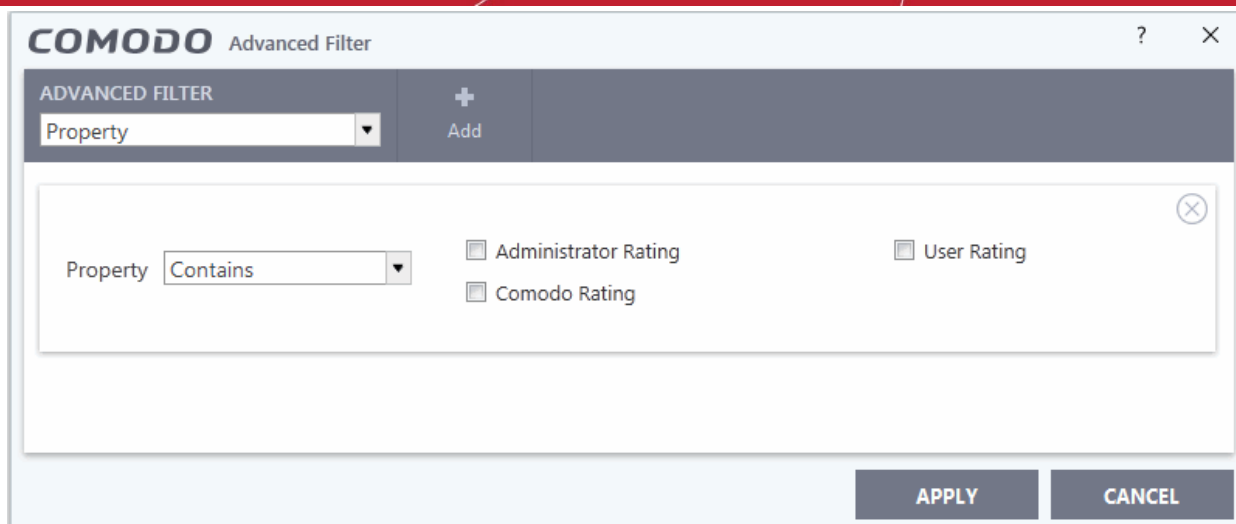 COMODO Advanced Filter ?
ADVANCED FILTER
Property
Add
Property Contains
Administrator Rating
User Rating
Comodo Rating
APPLY CANCEL